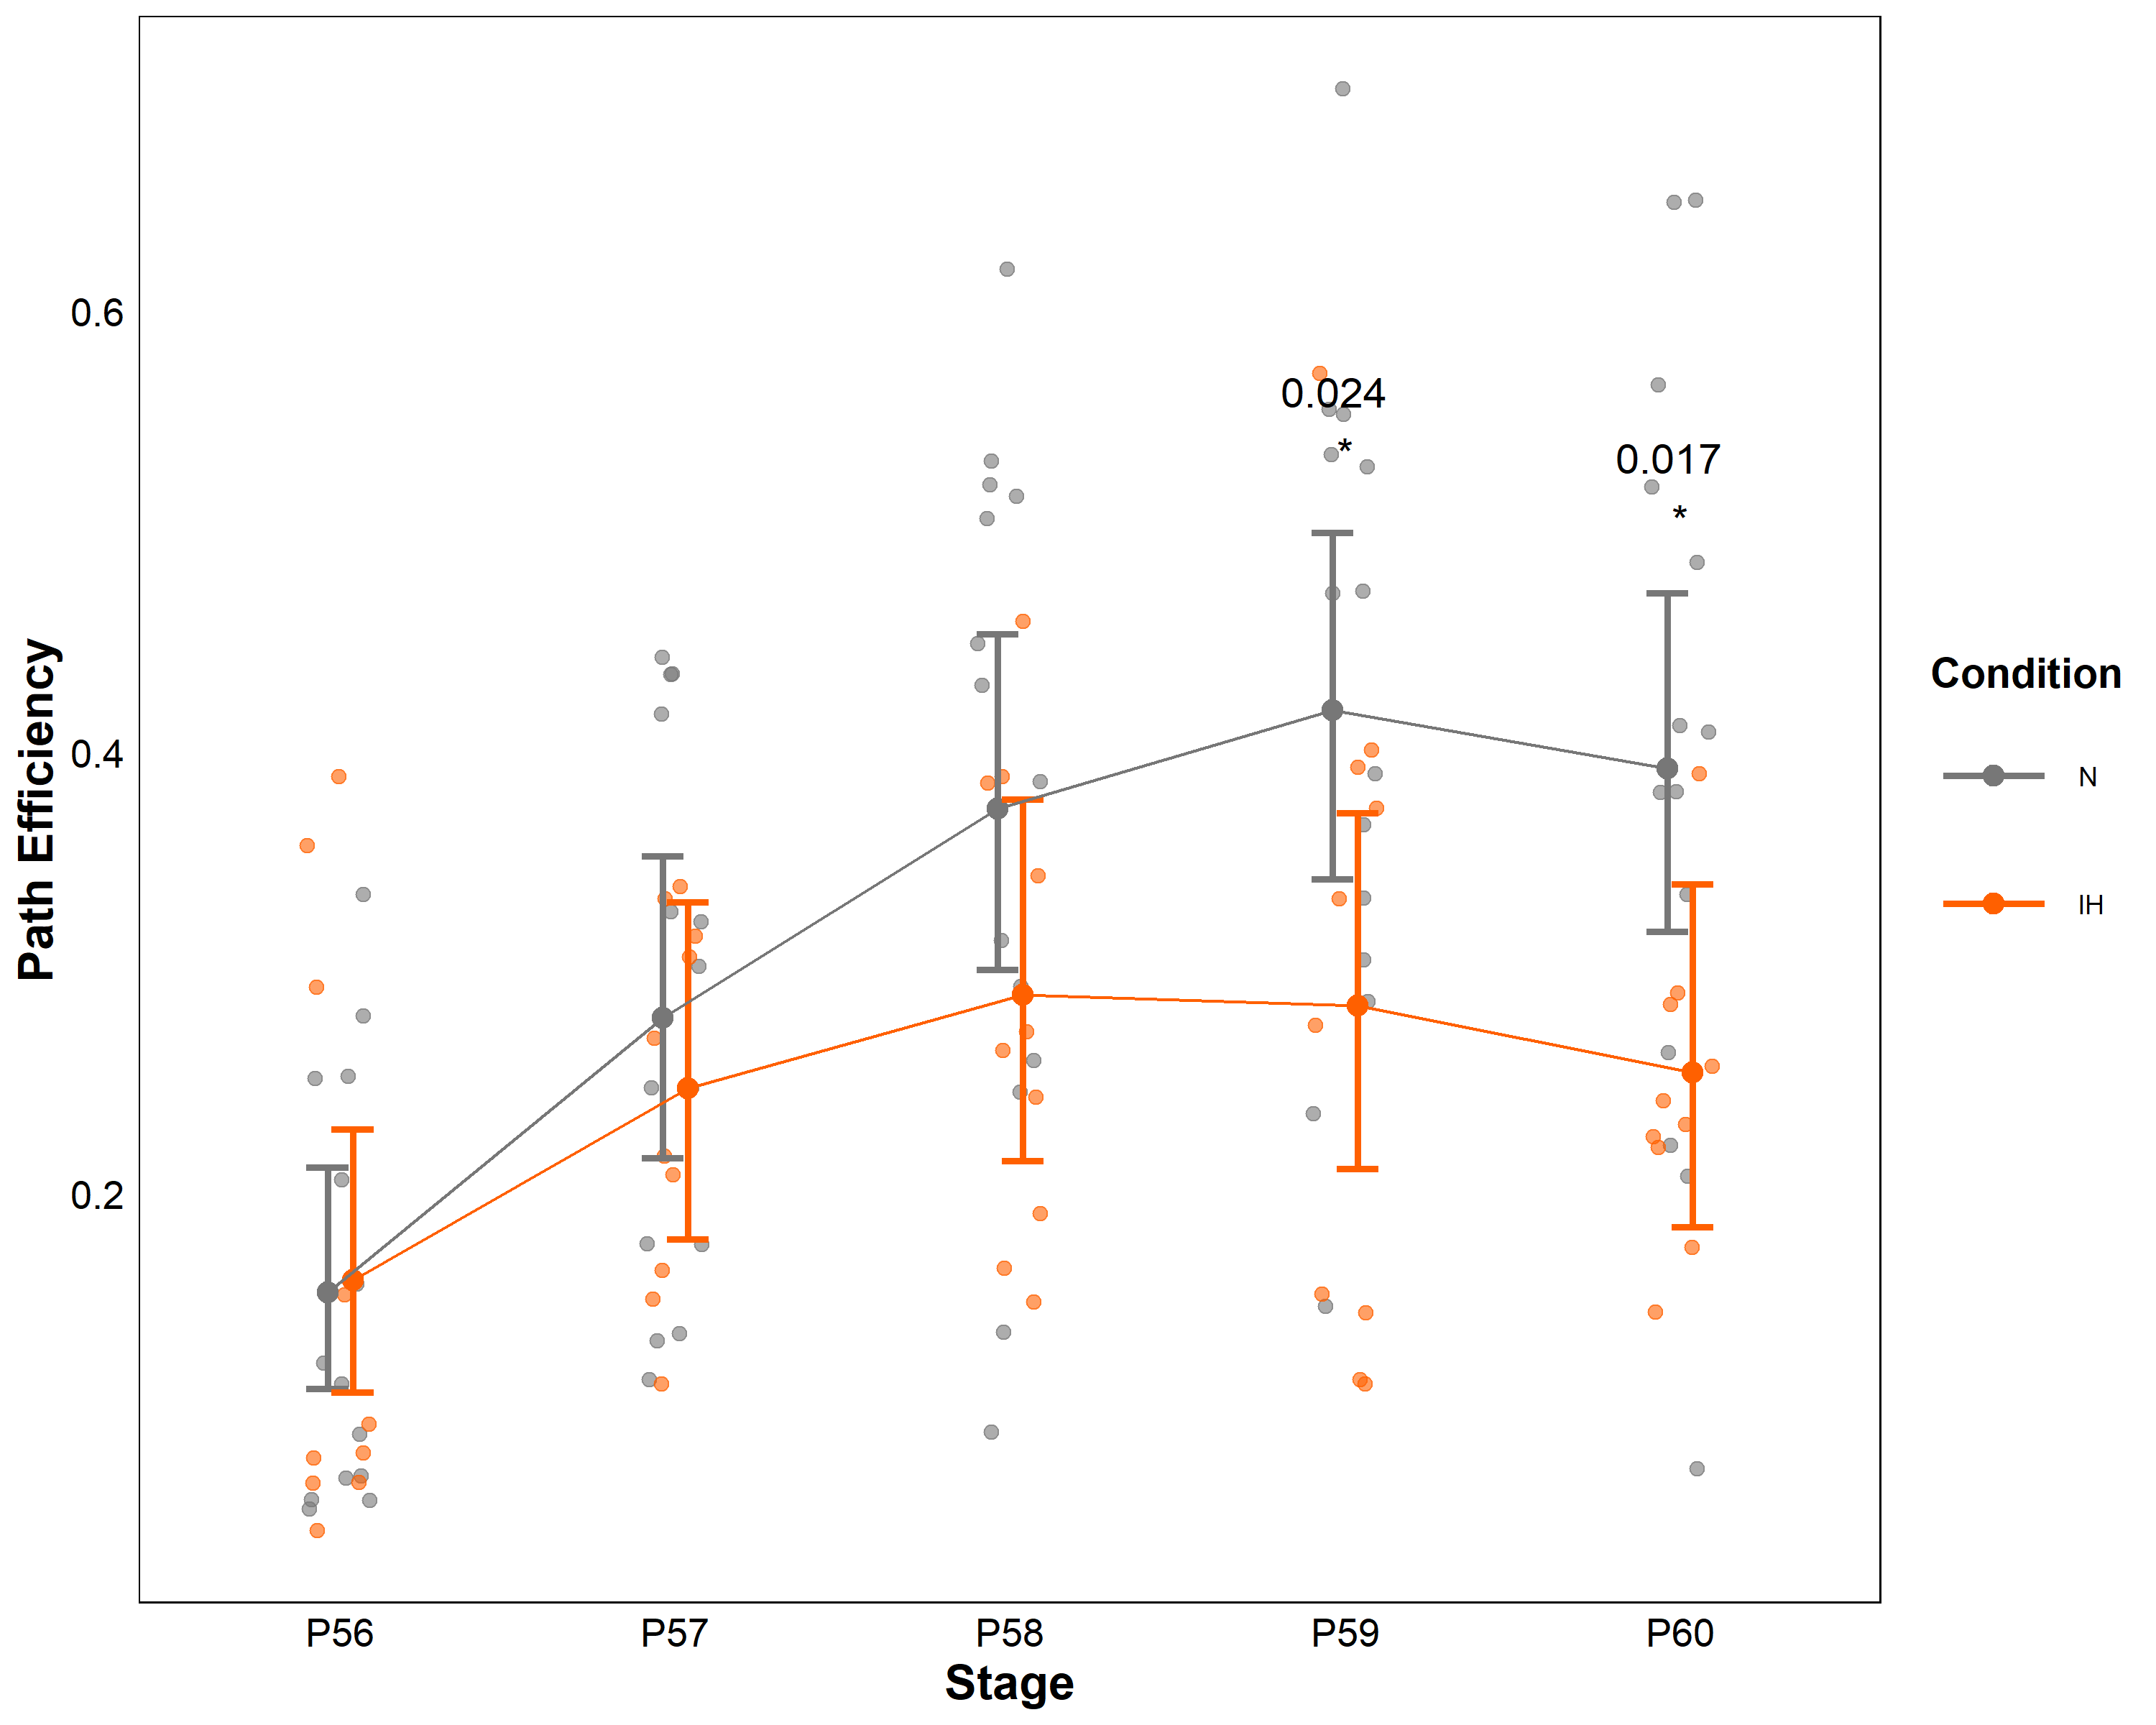 Path Efficiency
0.6
0.4
0.2
0.024
*
0.017
*
P56
P57
P58
P59
P60
Stage
Condition
N
IH